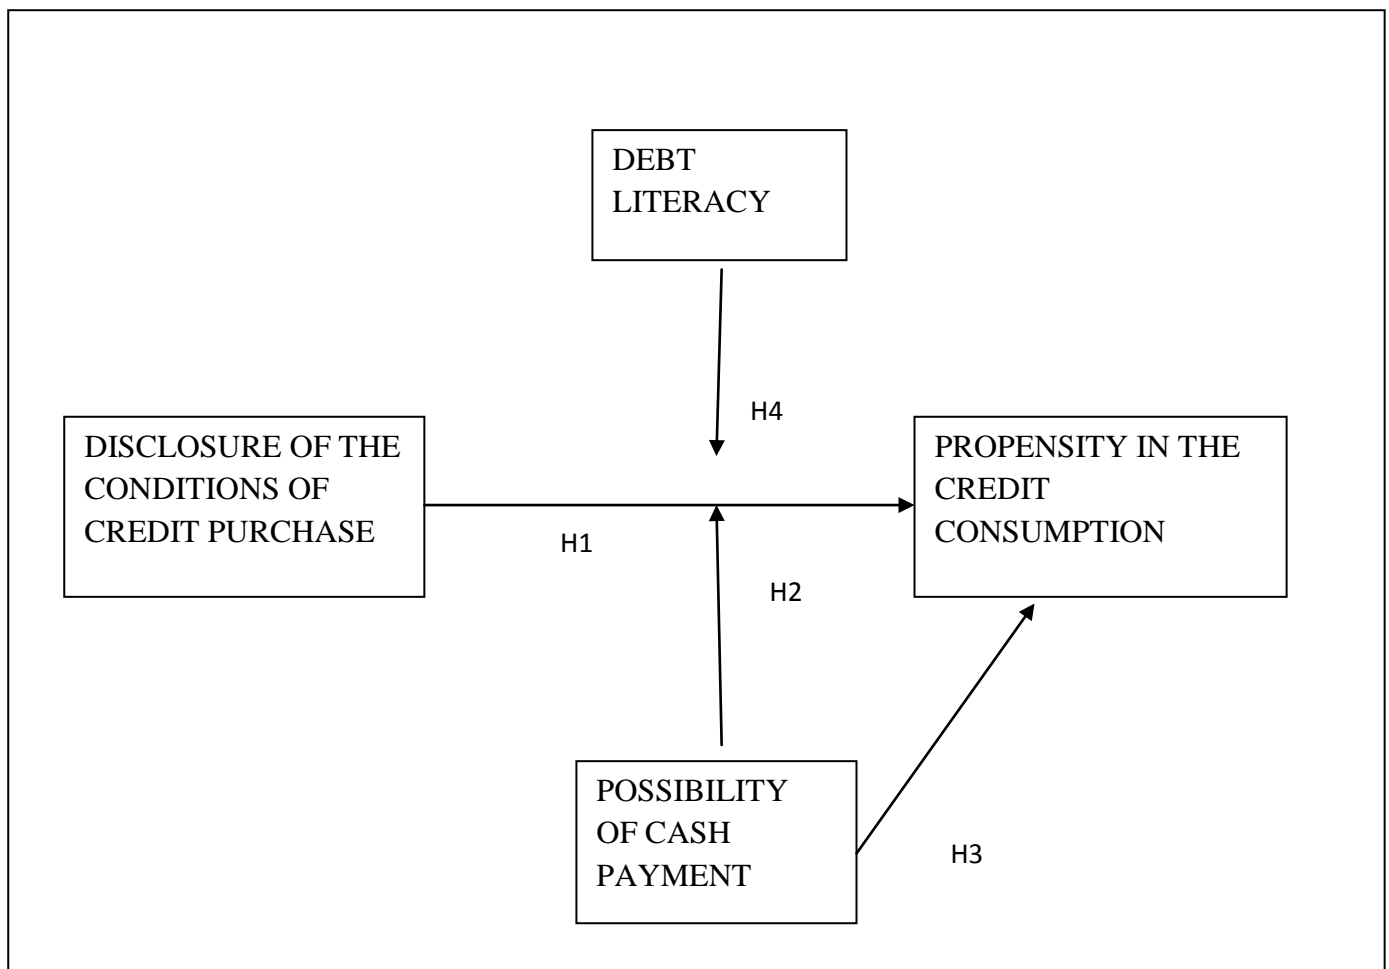 DEBT
LITERACY
H4
DISCLOSURE OF THE
CONDITIONS OF
CREDIT PURCHASE
PROPENSITY IN THE
CREDIT
CONSUMPTION
H1
H2
POSSIBILITY
OF CASH
PAYMENT
H3